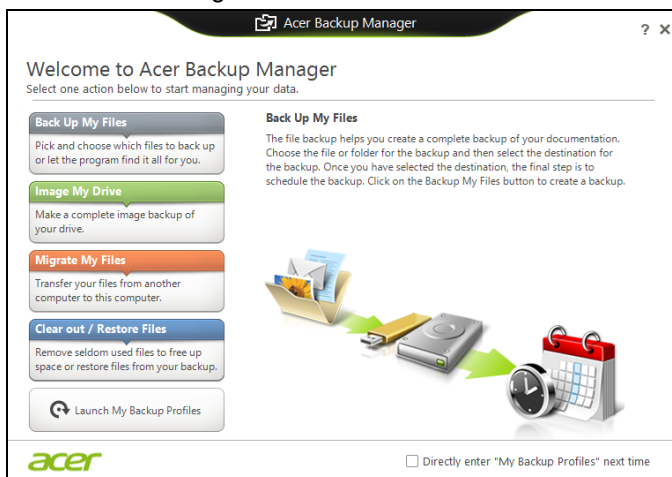 Acer Backup Manager
? X
Welcome to Acer Backup Manager
Select one action below to start managing your data.
Back Up My Files
Pick and choose which files to back up
or let the program find it all for you.
Image My Drive
Make a complete image backup of
your drive.
Migrate My Files
Transfer your files from another
computer to this computer.
Clear out / Restore Files
Remove seldom used files to free up
space or restore files from your backup.
Launch My Backup Profiles
Back Up My Files
The file backup helps you create a complete backup of your documentation.
Choose the file or folder for the backup and then select the destination for
the backup. Once you have selected the destination, the final step is to
schedule the backup. Click on the Backup My Files button to create a backup.
acer
Directly enter "My Backup Profiles" next time